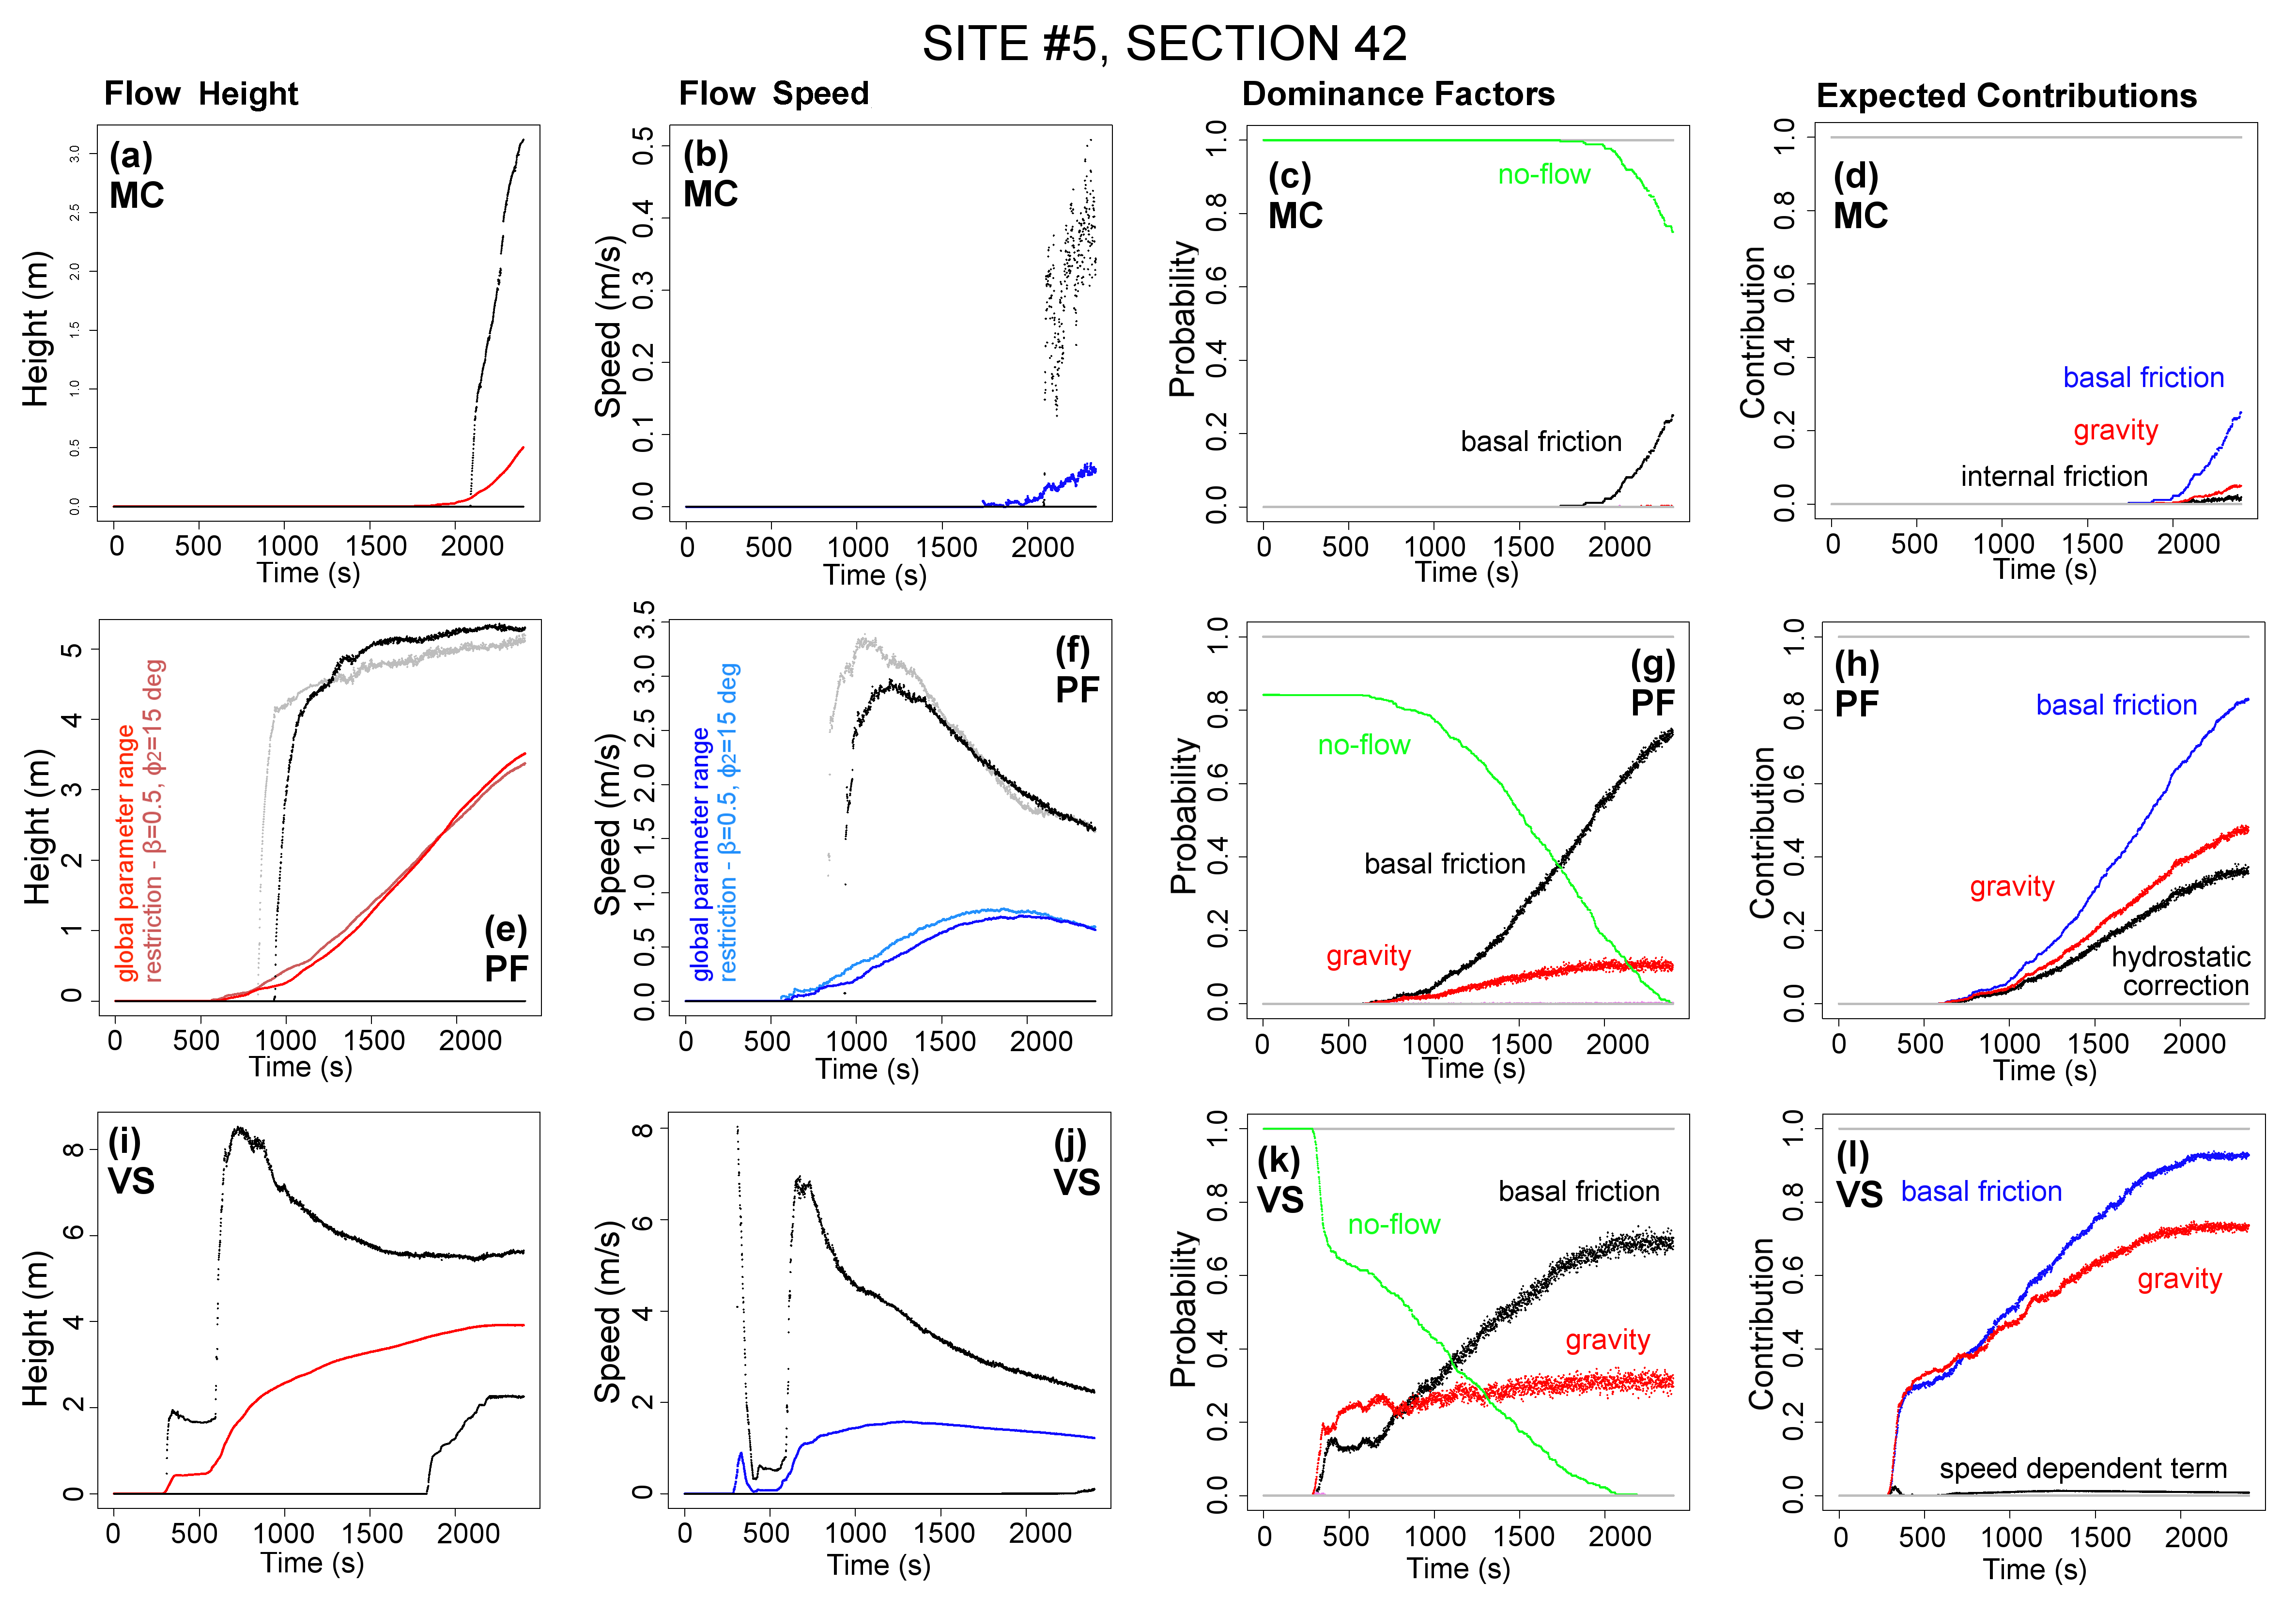 SITE #5, SECTION 42
Flow Height
Flow Speed
Dominance Factors
Expected Contributions
(a)
MC
Height (m)
0.0 0.5 1.0 1.5 2.0 2.5 3.0
0 500 1000 1500 2000
Time (s)
(b)
MC
Speed (m/s)
0.0 0.1 0.2 0.3 0.4 0.5
0 500 1000 1500 2000
Time (s)
(c)
MC
no-flow
basal friction
Probability
0.0 0.2 0.4 0.6 0.8 1.0
0 500 1000 1500 2000
Time (s)
(d)
MC
basal friction
gravity
internal friction
Contribution
0.0 0.2 0.4 0.6 0.8 1.0
0 500 1000 1500 2000
Time (s)
(e)
PF
global parameter range
restriction - β=0.5, ϕ2=15 deg
Height (m)
0 1 2 3 4 5
0 500 1000 1500 2000
Time (s)
(f)
PF
global parameter range
restriction - β=0.5, ϕ2=15 deg
Speed (m/s)
0.0 0.5 1.0 1.5 2.0 2.5 3.0 3.5
0 500 1000 1500 2000
Time (s)
(g)
PF
no-flow
basal friction
gravity
Probability
0.0 0.2 0.4 0.6 0.8 1.0
0 500 1000 1500 2000
Time (s)
(h)
PF
basal friction
gravity
hydrostatic
correction
Contribution
0.0 0.2 0.4 0.6 0.8 1.0
0 500 1000 1500 2000
Time (s)
(i)
VS
Height (m)
0 2 4 6 8
0 500 1000 1500 2000
Time (s)
(j)
VS
Speed (m/s)
0 2 4 6 8
0 500 1000 1500 2000
Time (s)
(k)
VS
basal friction
no-flow
gravity
Probability
0.0 0.2 0.4 0.6 0.8 1.0
0 500 1000 1500 2000
Time (s)
(l)
VS
basal friction
gravity
speed dependent term
Contribution
0.0 0.2 0.4 0.6 0.8 1.0
0 500 1000 1500 2000
Time (s)